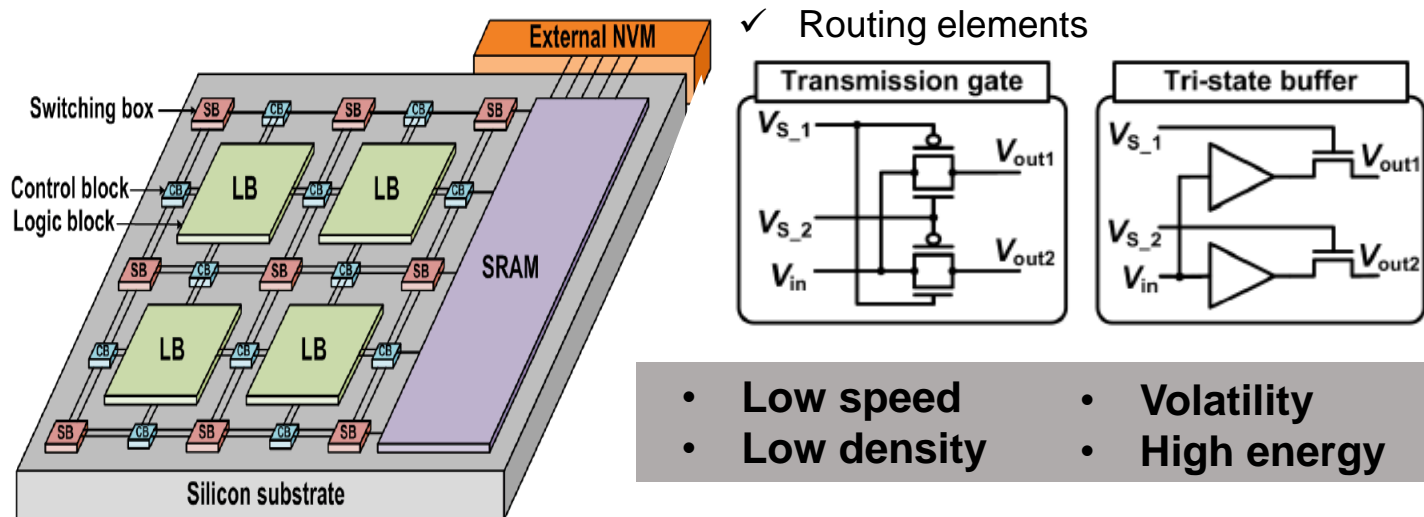 External NVM
Switching box
SB CB SB CB SB
Control block
CB LB CB LB CB
Logic block
SRAM
SB CB SB CB SB
CB LB CB LB CB
SB CB SB CB SB
Silicon substrate
✓ Routing elements
Transmission gate
VS_1
Vout1
VS_2
Vout2
Vin
Tri-state buffer
VS_1
Vout1
VS_2
Vout2
Vin
• Low speed
• Low density
• Volatility
• High energy